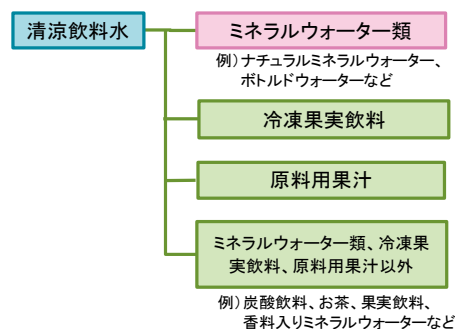 清涼飲料水
ミネラルウォーター類
例）ナチュラルミネラルウォーター、
ボトルドウォーターなど
冷凍果実飲料
原料用果汁
ミネラルウォーター類、冷凍果
実飲料、原料用果汁以外
例）炭酸飲料、お茶、果実飲料、
香料入りミネラルウォーターなど